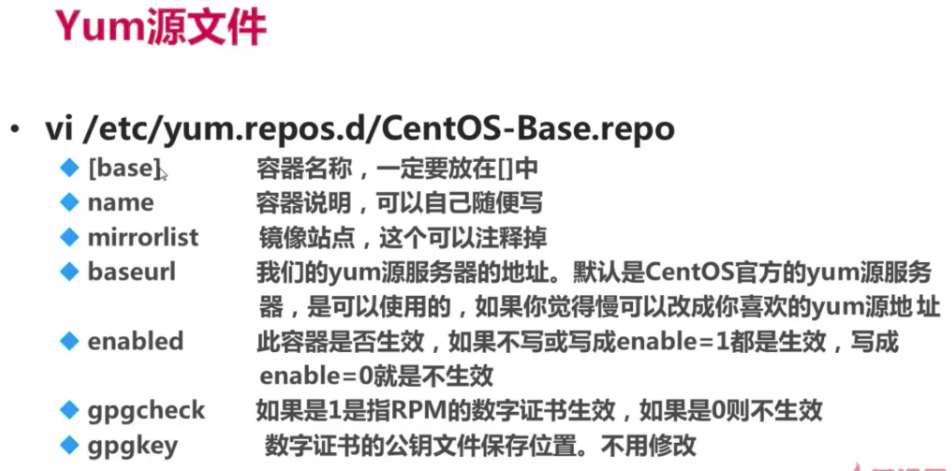 Yum源文件
• vi /etc/yum.repos.d/CentOS-Base.repo
[base] 容器名称，一定要放在[]中
name 容器说明，可以自己随便写
mirrorlist 镜像站点，这个可以注释掉
baseurl 我们的yum源服务器的地址。默认是CentOS官方的yum源服务
器，是可以使用的，如果你觉得慢可以改成你喜欢的yum源地址
enabled 此容器是否生效，如果不写或写成enable=1都是生效，写成
enable=0就是不生效
gpgcheck 如果是1是指RPM的数字证书生效，如果是0则不生效
gpgkey 数字证书的公钥文件保存位置。不用修改